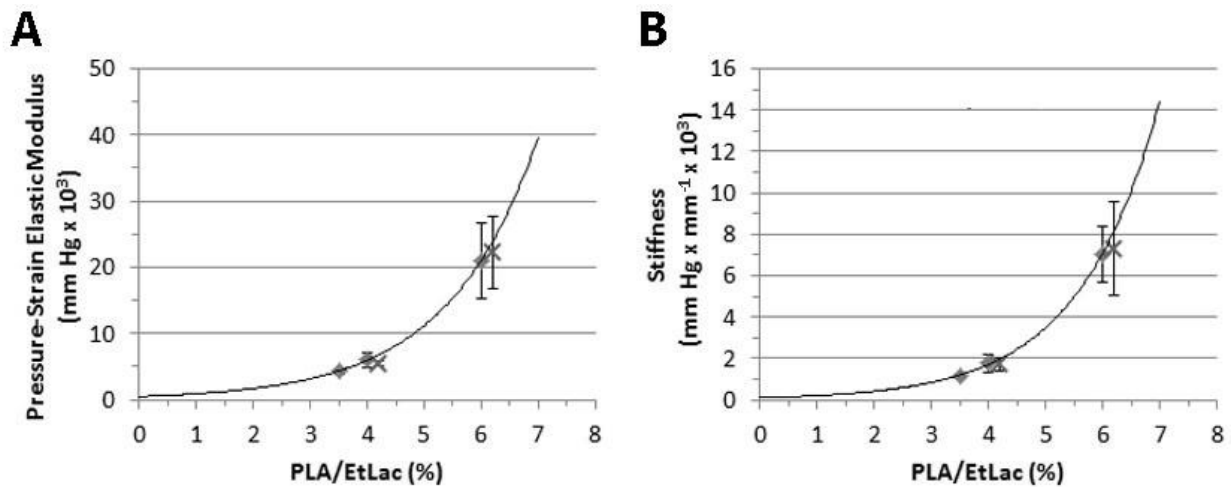 A
Pressure-Strain Elastic Modulus
(mm Hg x 10³)
50
40
30
20
10
0
0 1 2 3 4 5 6 7 8
PLA/EtLac (%)
B
Stiffness
(mm Hg x mm⁻¹ x 10³)
16
14
12
10
8
6
4
2
0
0 1 2 3 4 5 6 7 8
PLA/EtLac (%)